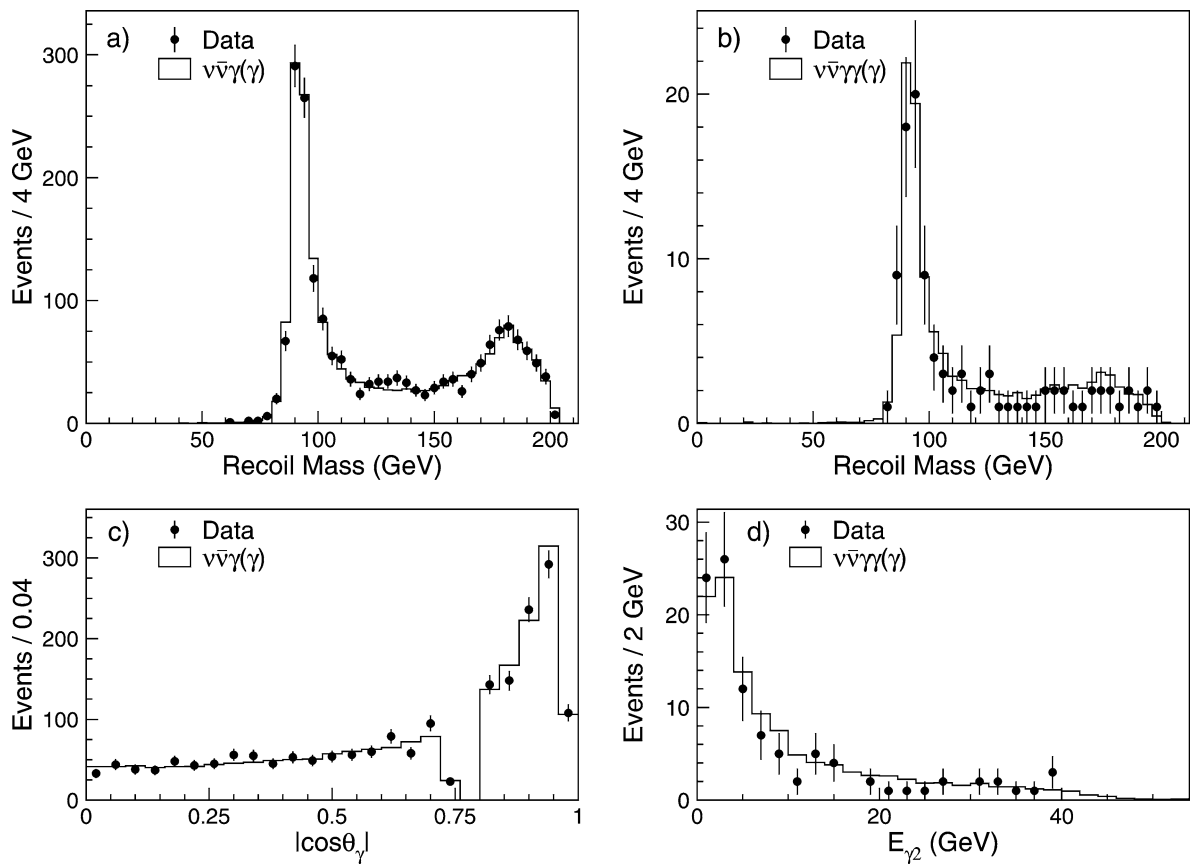 a)
Data
νν̄γ(γ)
Events / 4 GeV
300
200
100
0
0
50
100
150
200
Recoil Mass (GeV)
b)
Data
νν̄γγ(γ)
Events / 4 GeV
20
10
0
0
50
100
150
200
Recoil Mass (GeV)
c)
Data
νν̄γ(γ)
Events / 0.04
300
200
100
0
0
0.25
0.5
0.75
1
|cosθγ|
d)
Data
νν̄γγ(γ)
Events / 2 GeV
30
20
10
0
0
20
40
Eγ2 (GeV)